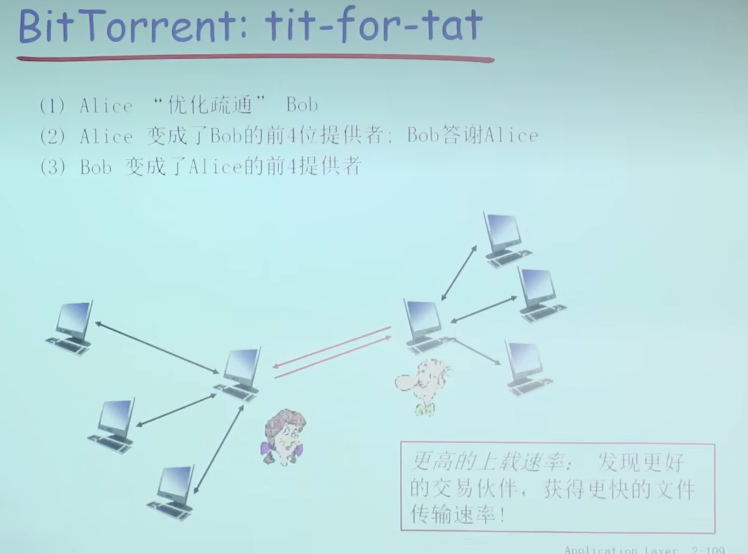 BitTorrent: tit-for-tat
(1) Alice “优化疏通” Bob
(2) Alice 变成了Bob的前4位提供者; Bob答谢Alice
(3) Bob 变成了Alice的前4提供者
更高的上载速率: 发现更好
的交易伙伴, 获得更快的文件
传输速率!
Application Layer 2-109